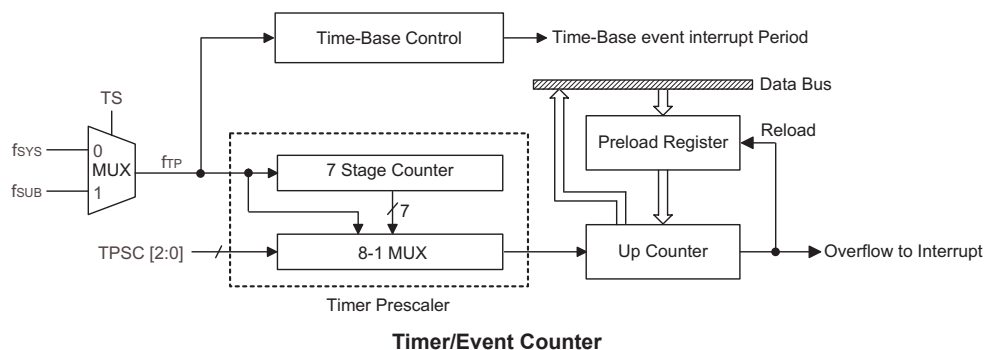 Time-Base Control
Time-Base event interrupt Period
Data Bus
TS
Preload Register
Reload
fSYS
0
MUX
fTP
7 Stage Counter
fSUB
1
7
TPSC [2:0]
8-1 MUX
Up Counter
Overflow to Interrupt
Timer Prescaler
Timer/Event Counter